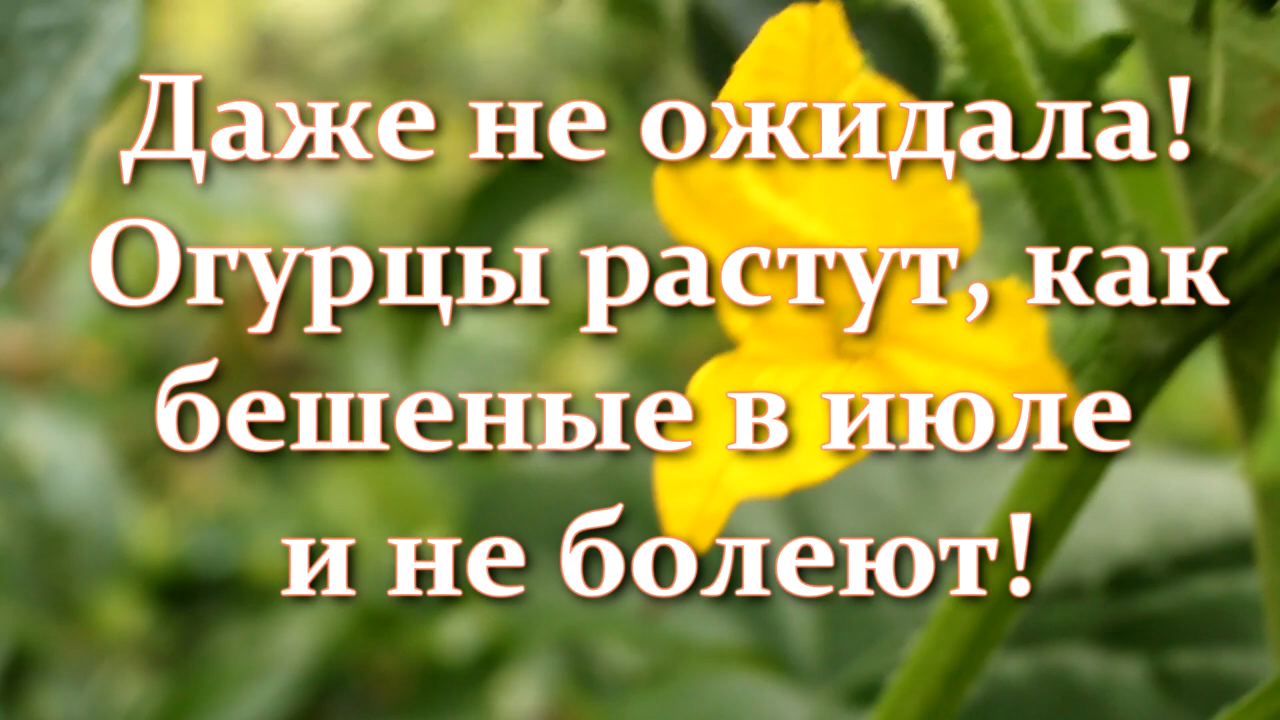 Даже не ожидала!
Огурцы растут, как
бешеные в июле
и не болеют!